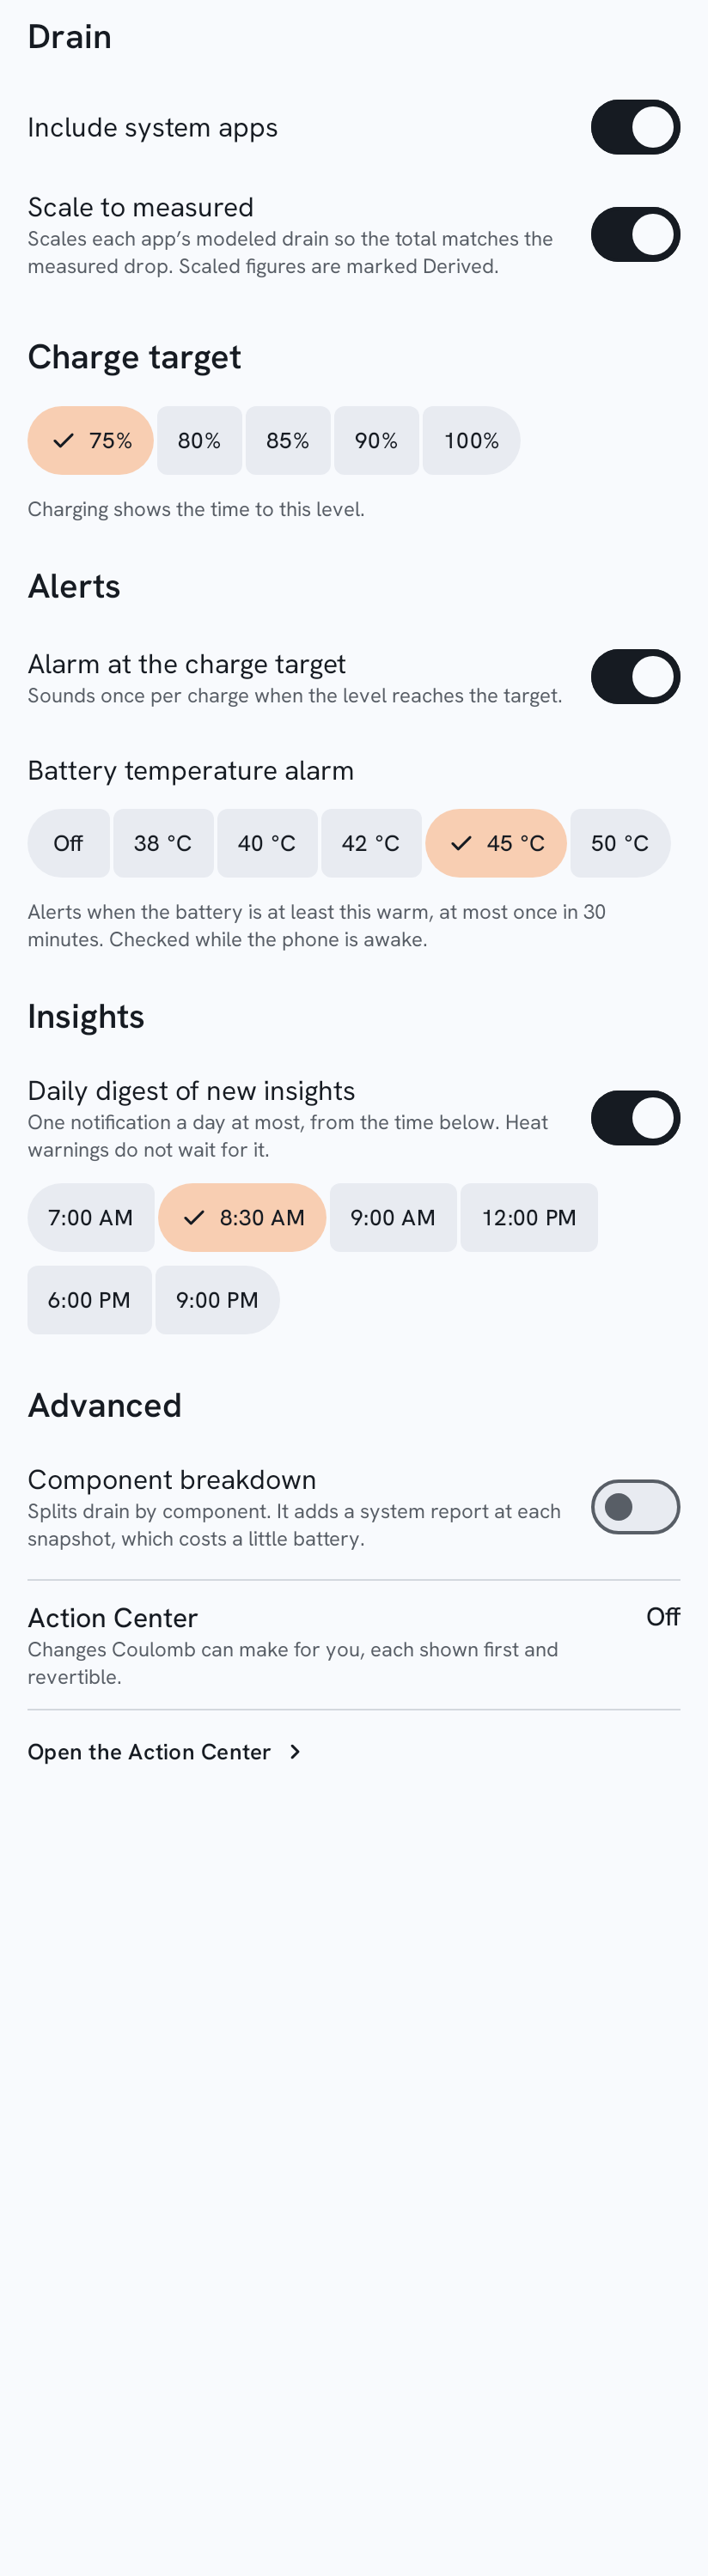 Drain
Include system apps
Scale to measured
Scales each app’s modeled drain so the total matches the
measured drop. Scaled figures are marked Derived.
Charge target
75% 80% 85% 90% 100%
Charging shows the time to this level.
Alerts
Alarm at the charge target
Sounds once per charge when the level reaches the target.
Battery temperature alarm
Off 38 °C 40 °C 42 °C 45 °C 50 °C
Alerts when the battery is at least this warm, at most once in 30
minutes. Checked while the phone is awake.
Insights
Daily digest of new insights
One notification a day at most, from the time below. Heat
warnings do not wait for it.
7:00 AM 8:30 AM 9:00 AM 12:00 PM
6:00 PM 9:00 PM
Advanced
Component breakdown
Splits drain by component. It adds a system report at each
snapshot, which costs a little battery.
Action Center Off
Changes Coulomb can make for you, each shown first and
revertible.
Open the Action Center